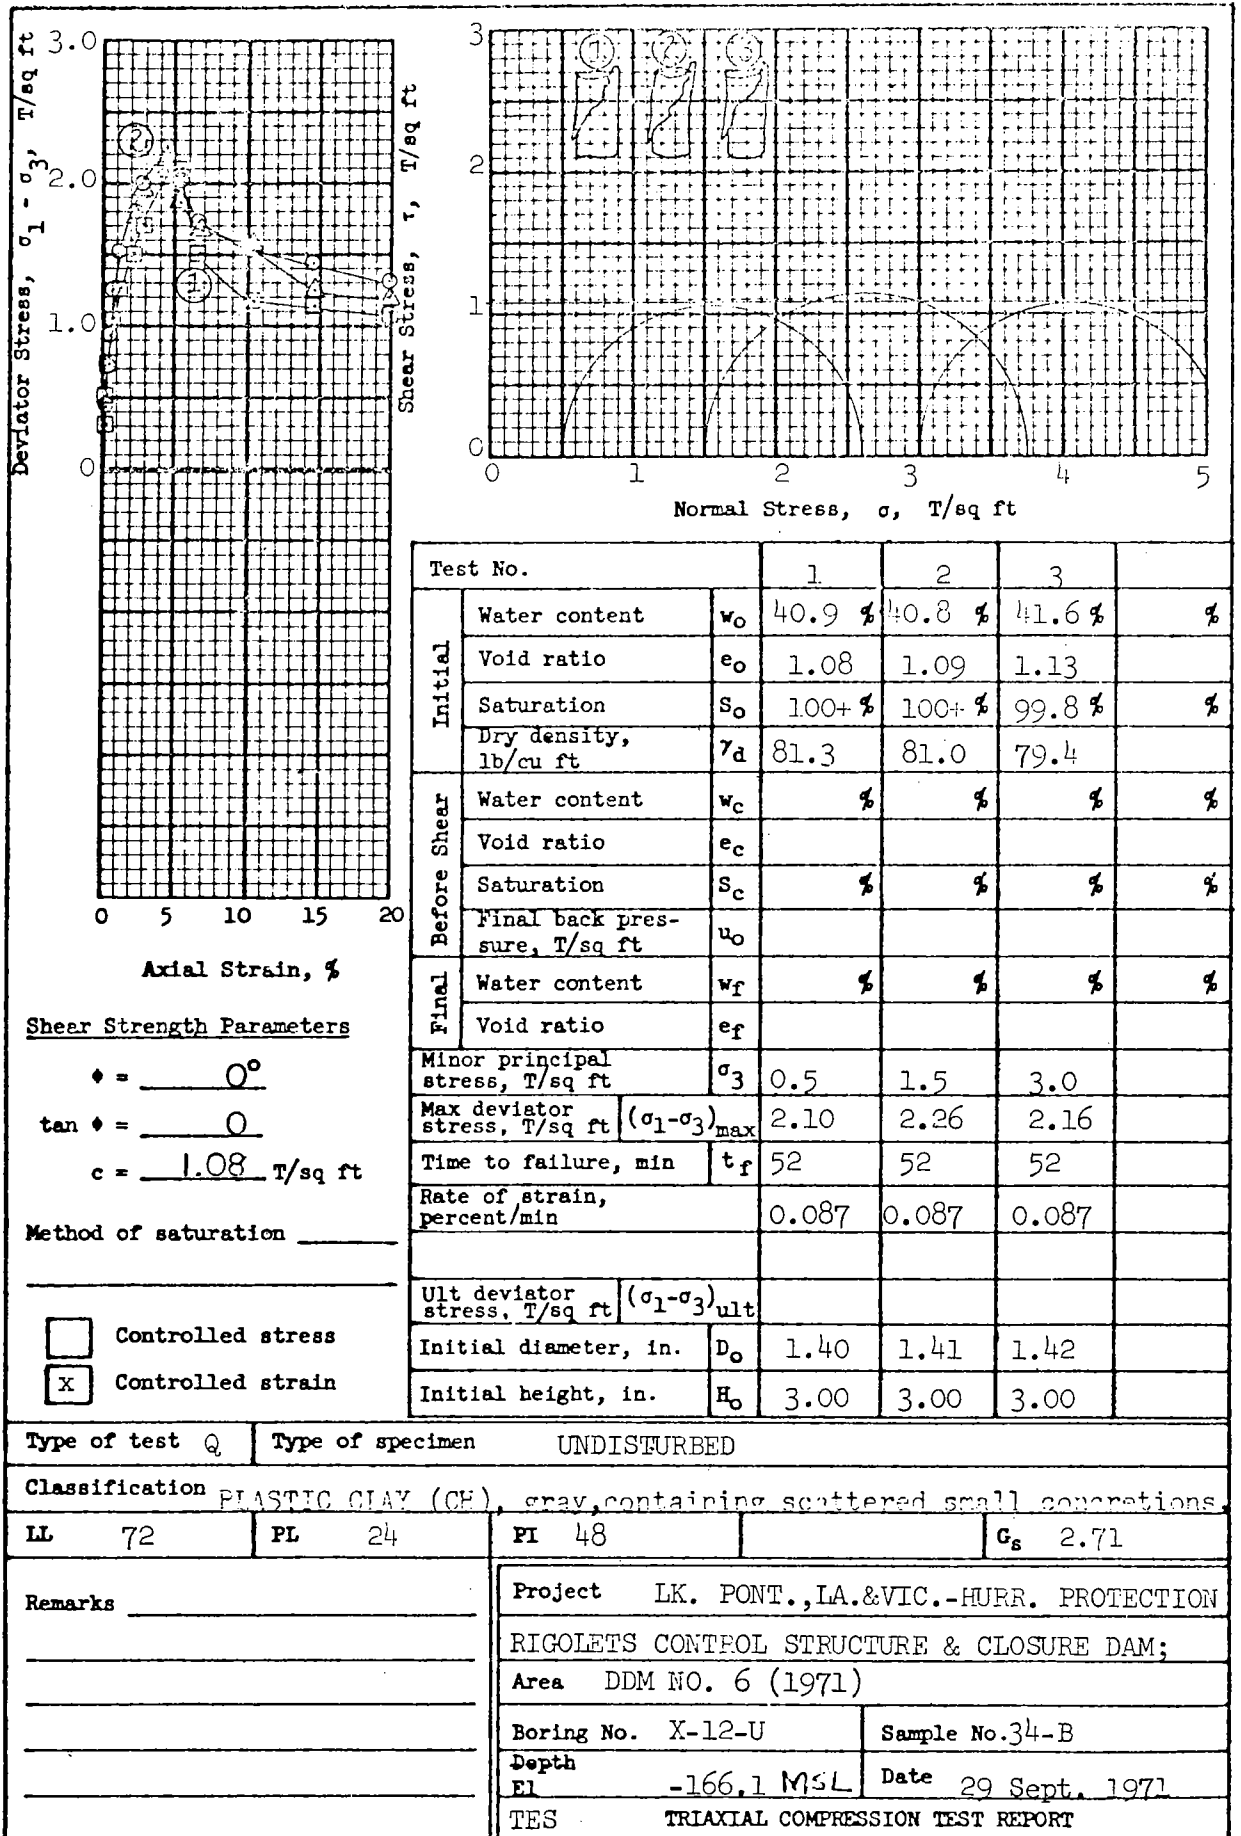 Deviator Stress, σ1 - σ3, T/sq ft
3.0
2.0
1.0
0
2
1
0 5 10 15 20
Axial Strain, %
Shear Stress, τ, T/sq ft
3
2
1
0
1 2 3
0 1 2 3 4 5
Normal Stress, σ, T/sq ft
Test No. 1 2 3
Initial
Water content wo 40.9 % 40.8 % 41.6 % %
Void ratio eo 1.08 1.09 1.13
Saturation So 100+ % 100+ % 99.8 % %
Dry density, lb/cu ft γd 81.3 81.0 79.4
Before Shear
Water content wc % % % %
Void ratio ec
Saturation Sc % % % %
Final back pres-
sure, T/sq ft uo
Final
Water content wf % % % %
Void ratio ef
Minor principal
stress, T/sq ft σ3 0.5 1.5 3.0
Max deviator
stress, T/sq ft (σ1-σ3)max 2.10 2.26 2.16
Time to failure, min tf 52 52 52
Rate of strain,
percent/min 0.087 0.087 0.087
Ult deviator
stress, T/sq ft (σ1-σ3)ult
Initial diameter, in. Do 1.40 1.41 1.42
Initial height, in. Ho 3.00 3.00 3.00
Shear Strength Parameters
φ = 0°
tan φ = 0
c = 1.08 T/sq ft
Method of saturation
Controlled stress
X Controlled strain
Type of test Q Type of specimen UNDISTURBED
Classification PLASTIC CLAY (CH), gray, containing scattered small concretions.
LL 72 PL 24 PI 48 Gs 2.71
Remarks
Project LK. PONT.,LA.&VIC.-HURR. PROTECTION
RIGOLETS CONTROL STRUCTURE & CLOSURE DAM;
Area DDM NO. 6 (1971)
Boring No. X-12-U Sample No. 34-B
Depth
El -166.1 MSL Date 29 Sept. 1971
TES TRIAXIAL COMPRESSION TEST REPORT